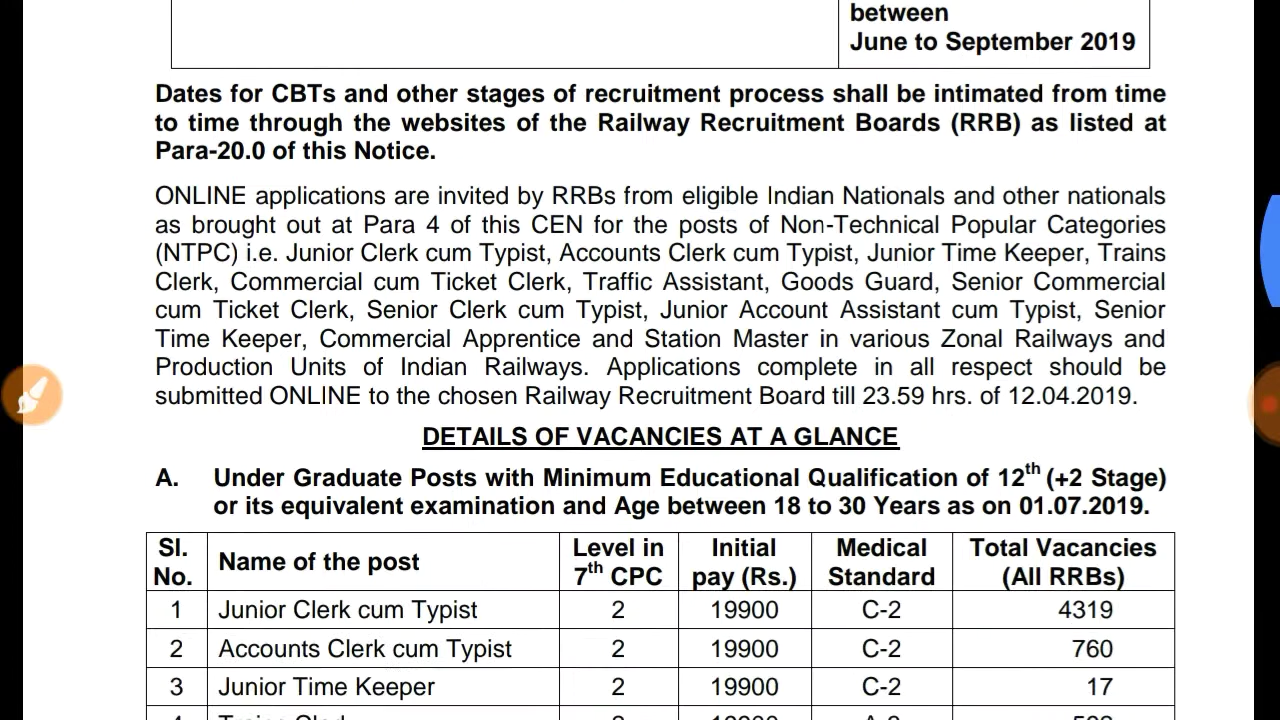 between
June to September 2019
Dates for CBTs and other stages of recruitment process shall be intimated from time
to time through the websites of the Railway Recruitment Boards (RRB) as listed at
Para-20.0 of this Notice.
ONLINE applications are invited by RRBs from eligible Indian Nationals and other nationals
as brought out at Para 4 of this CEN for the posts of Non-Technical Popular Categories
(NTPC) i.e. Junior Clerk cum Typist, Accounts Clerk cum Typist, Junior Time Keeper, Trains
Clerk, Commercial cum Ticket Clerk, Traffic Assistant, Goods Guard, Senior Commercial
cum Ticket Clerk, Senior Clerk cum Typist, Junior Account Assistant cum Typist, Senior
Time Keeper, Commercial Apprentice and Station Master in various Zonal Railways and
Production Units of Indian Railways. Applications complete in all respect should be
submitted ONLINE to the chosen Railway Recruitment Board till 23.59 hrs. of 12.04.2019.
DETAILS OF VACANCIES AT A GLANCE
A. Under Graduate Posts with Minimum Educational Qualification of 12th (+2 Stage)
or its equivalent examination and Age between 18 to 30 Years as on 01.07.2019.
Sl. No. Name of the post Level in 7th CPC Initial pay (Rs.) Medical Standard Total Vacancies (All RRBs)
1 Junior Clerk cum Typist 2 19900 C-2 4319
2 Accounts Clerk cum Typist 2 19900 C-2 760
3 Junior Time Keeper 2 19900 C-2 17